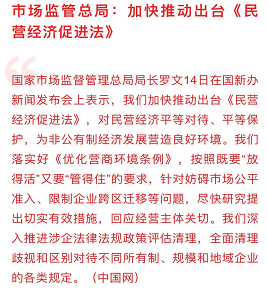 市场监管总局：加快推动出台《民
营经济促进法》
国家市场监督管理总局局长罗文14日在国新办
新闻发布会上表示，我们加快推动出台《民营
经济促进法》，对民营经济平等对待、平等保
护，为非公有制经济发展营造良好环境。我们
落实好《优化营商环境条例》，按照既要“放
得活”又要“管得住”的要求，针对妨碍市场公平
准入、限制企业跨区迁移等问题，尽快研究提
出切实有效措施，回应经营主体关切。我们深
入推进涉企法律法规政策评估清理，全面清理
歧视和区别对待不同所有制、规模和地域企业
的各类规定。（中国网）